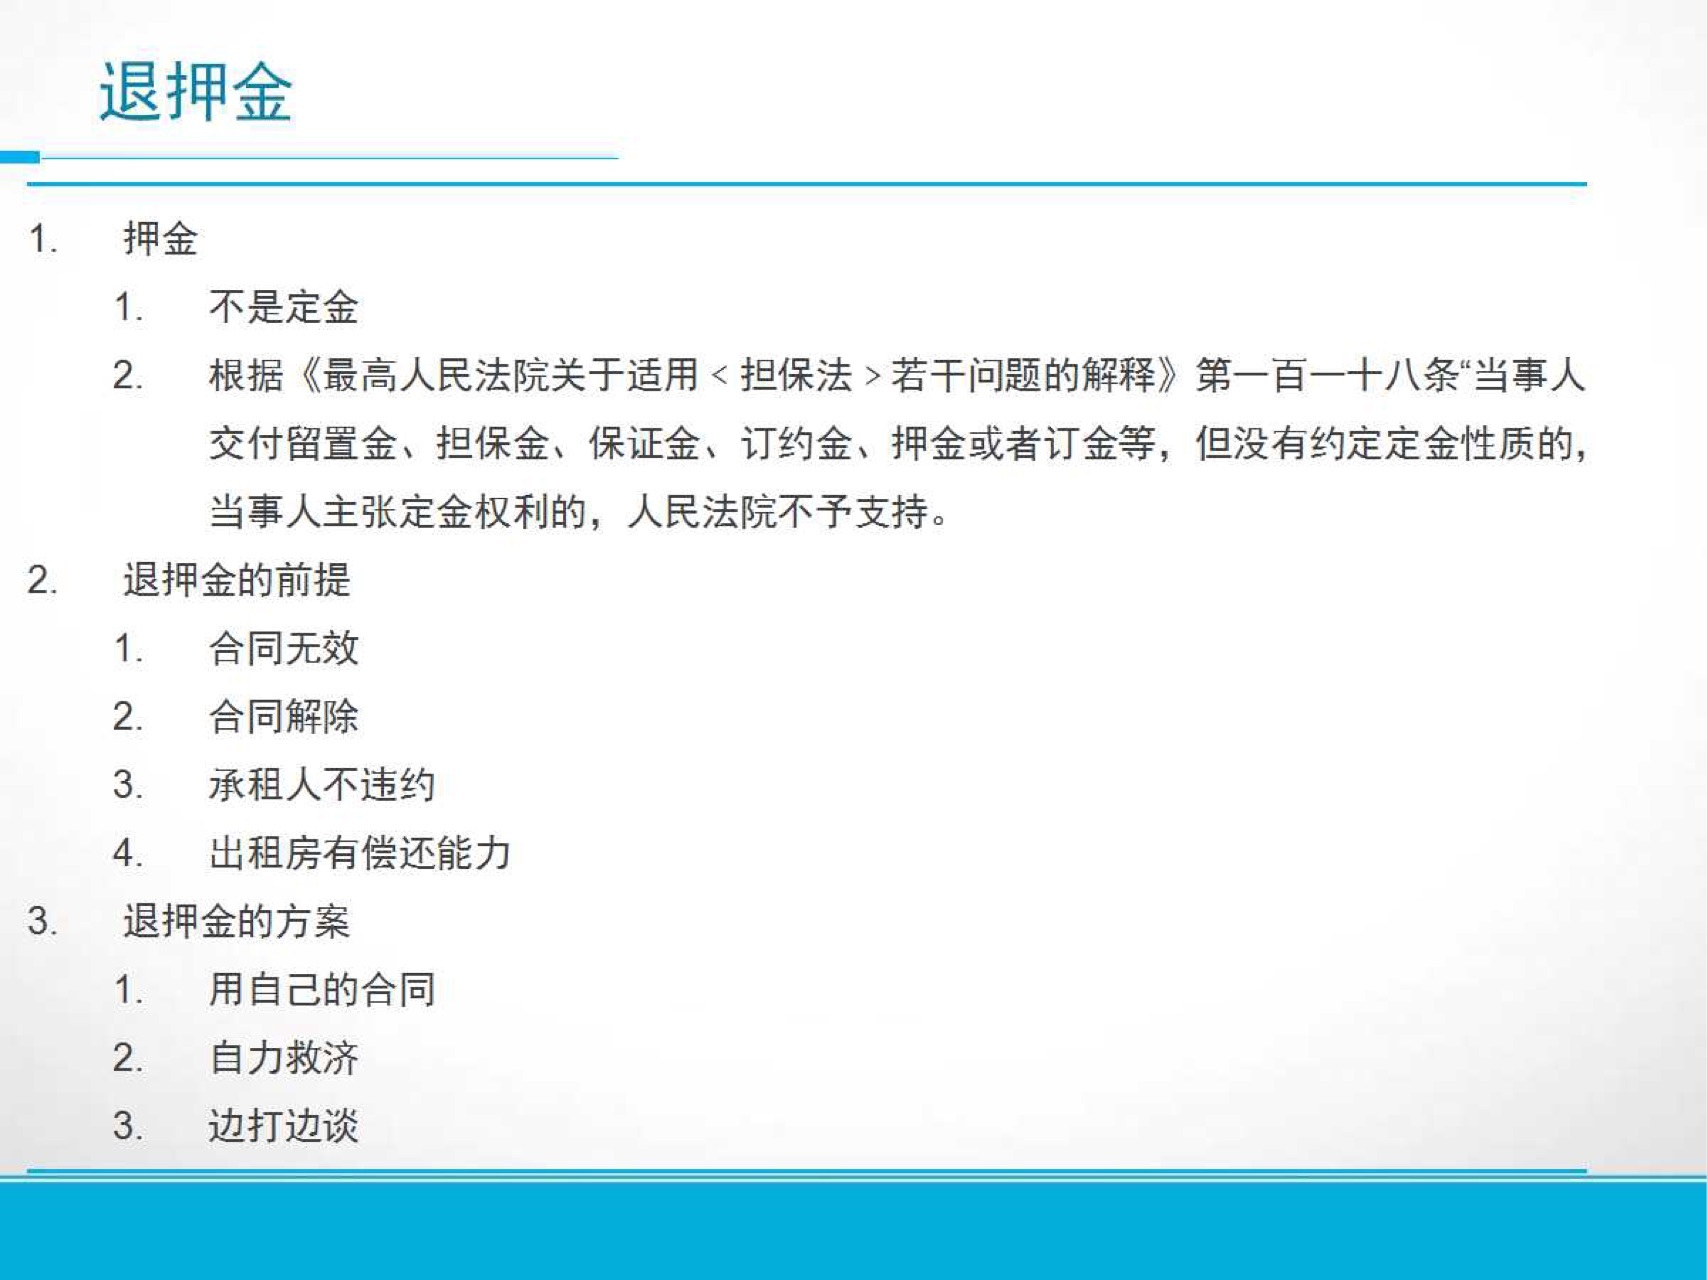 退押金
1. 押金
1. 不是定金
2. 根据《最高人民法院关于适用<担保法>若干问题的解释》第一百一十八条“当事人
交付留置金、担保金、保证金、订约金、押金或者订金等，但没有约定定金性质的，
当事人主张定金权利的，人民法院不予支持。
2. 退押金的前提
1. 合同无效
2. 合同解除
3. 承租人不违约
4. 出租房有偿还能力
3. 退押金的方案
1. 用自己的合同
2. 自力救济
3. 边打边谈